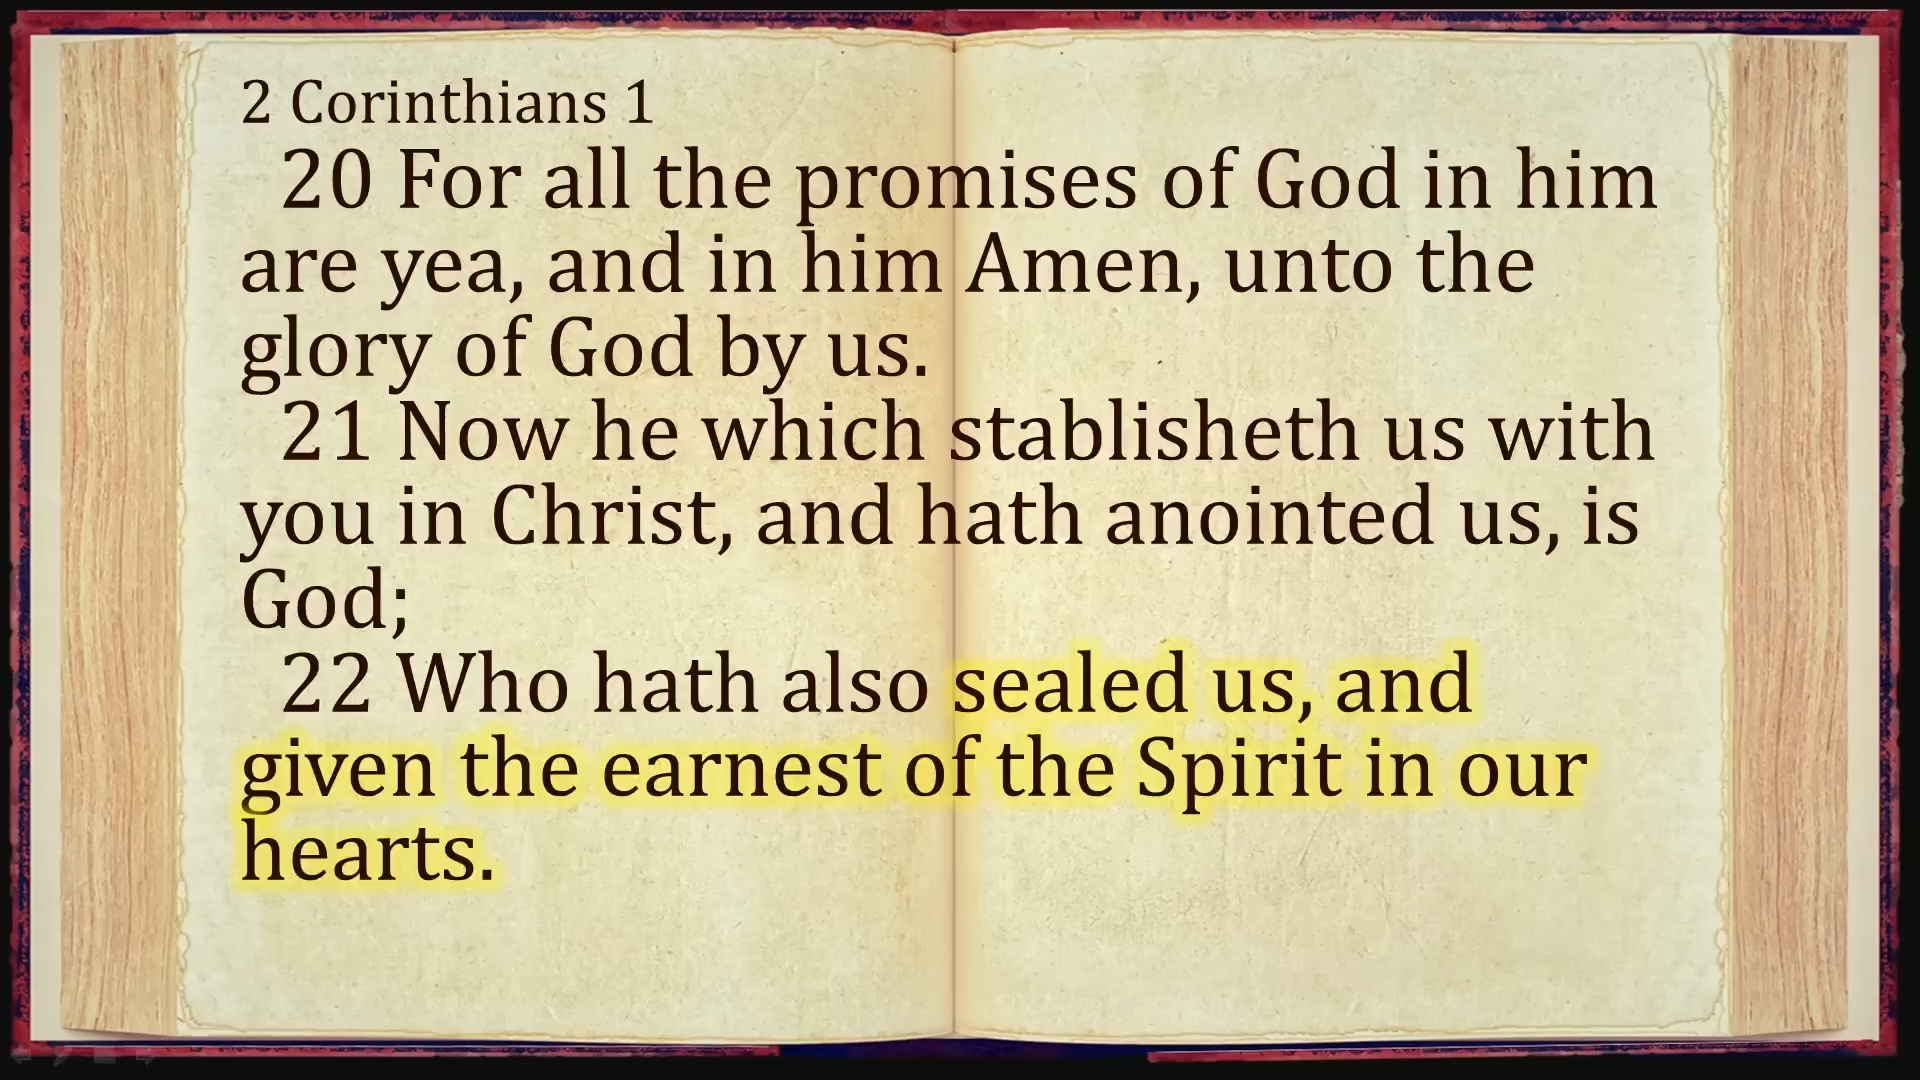 2 Corinthians 1
20 For all the promises of God in him
are yea, and in him Amen, unto the
glory of God by us.
21 Now he which stablisheth us with
you in Christ, and hath anointed us, is
God;
22 Who hath also sealed us, and
given the earnest of the Spirit in our
hearts.